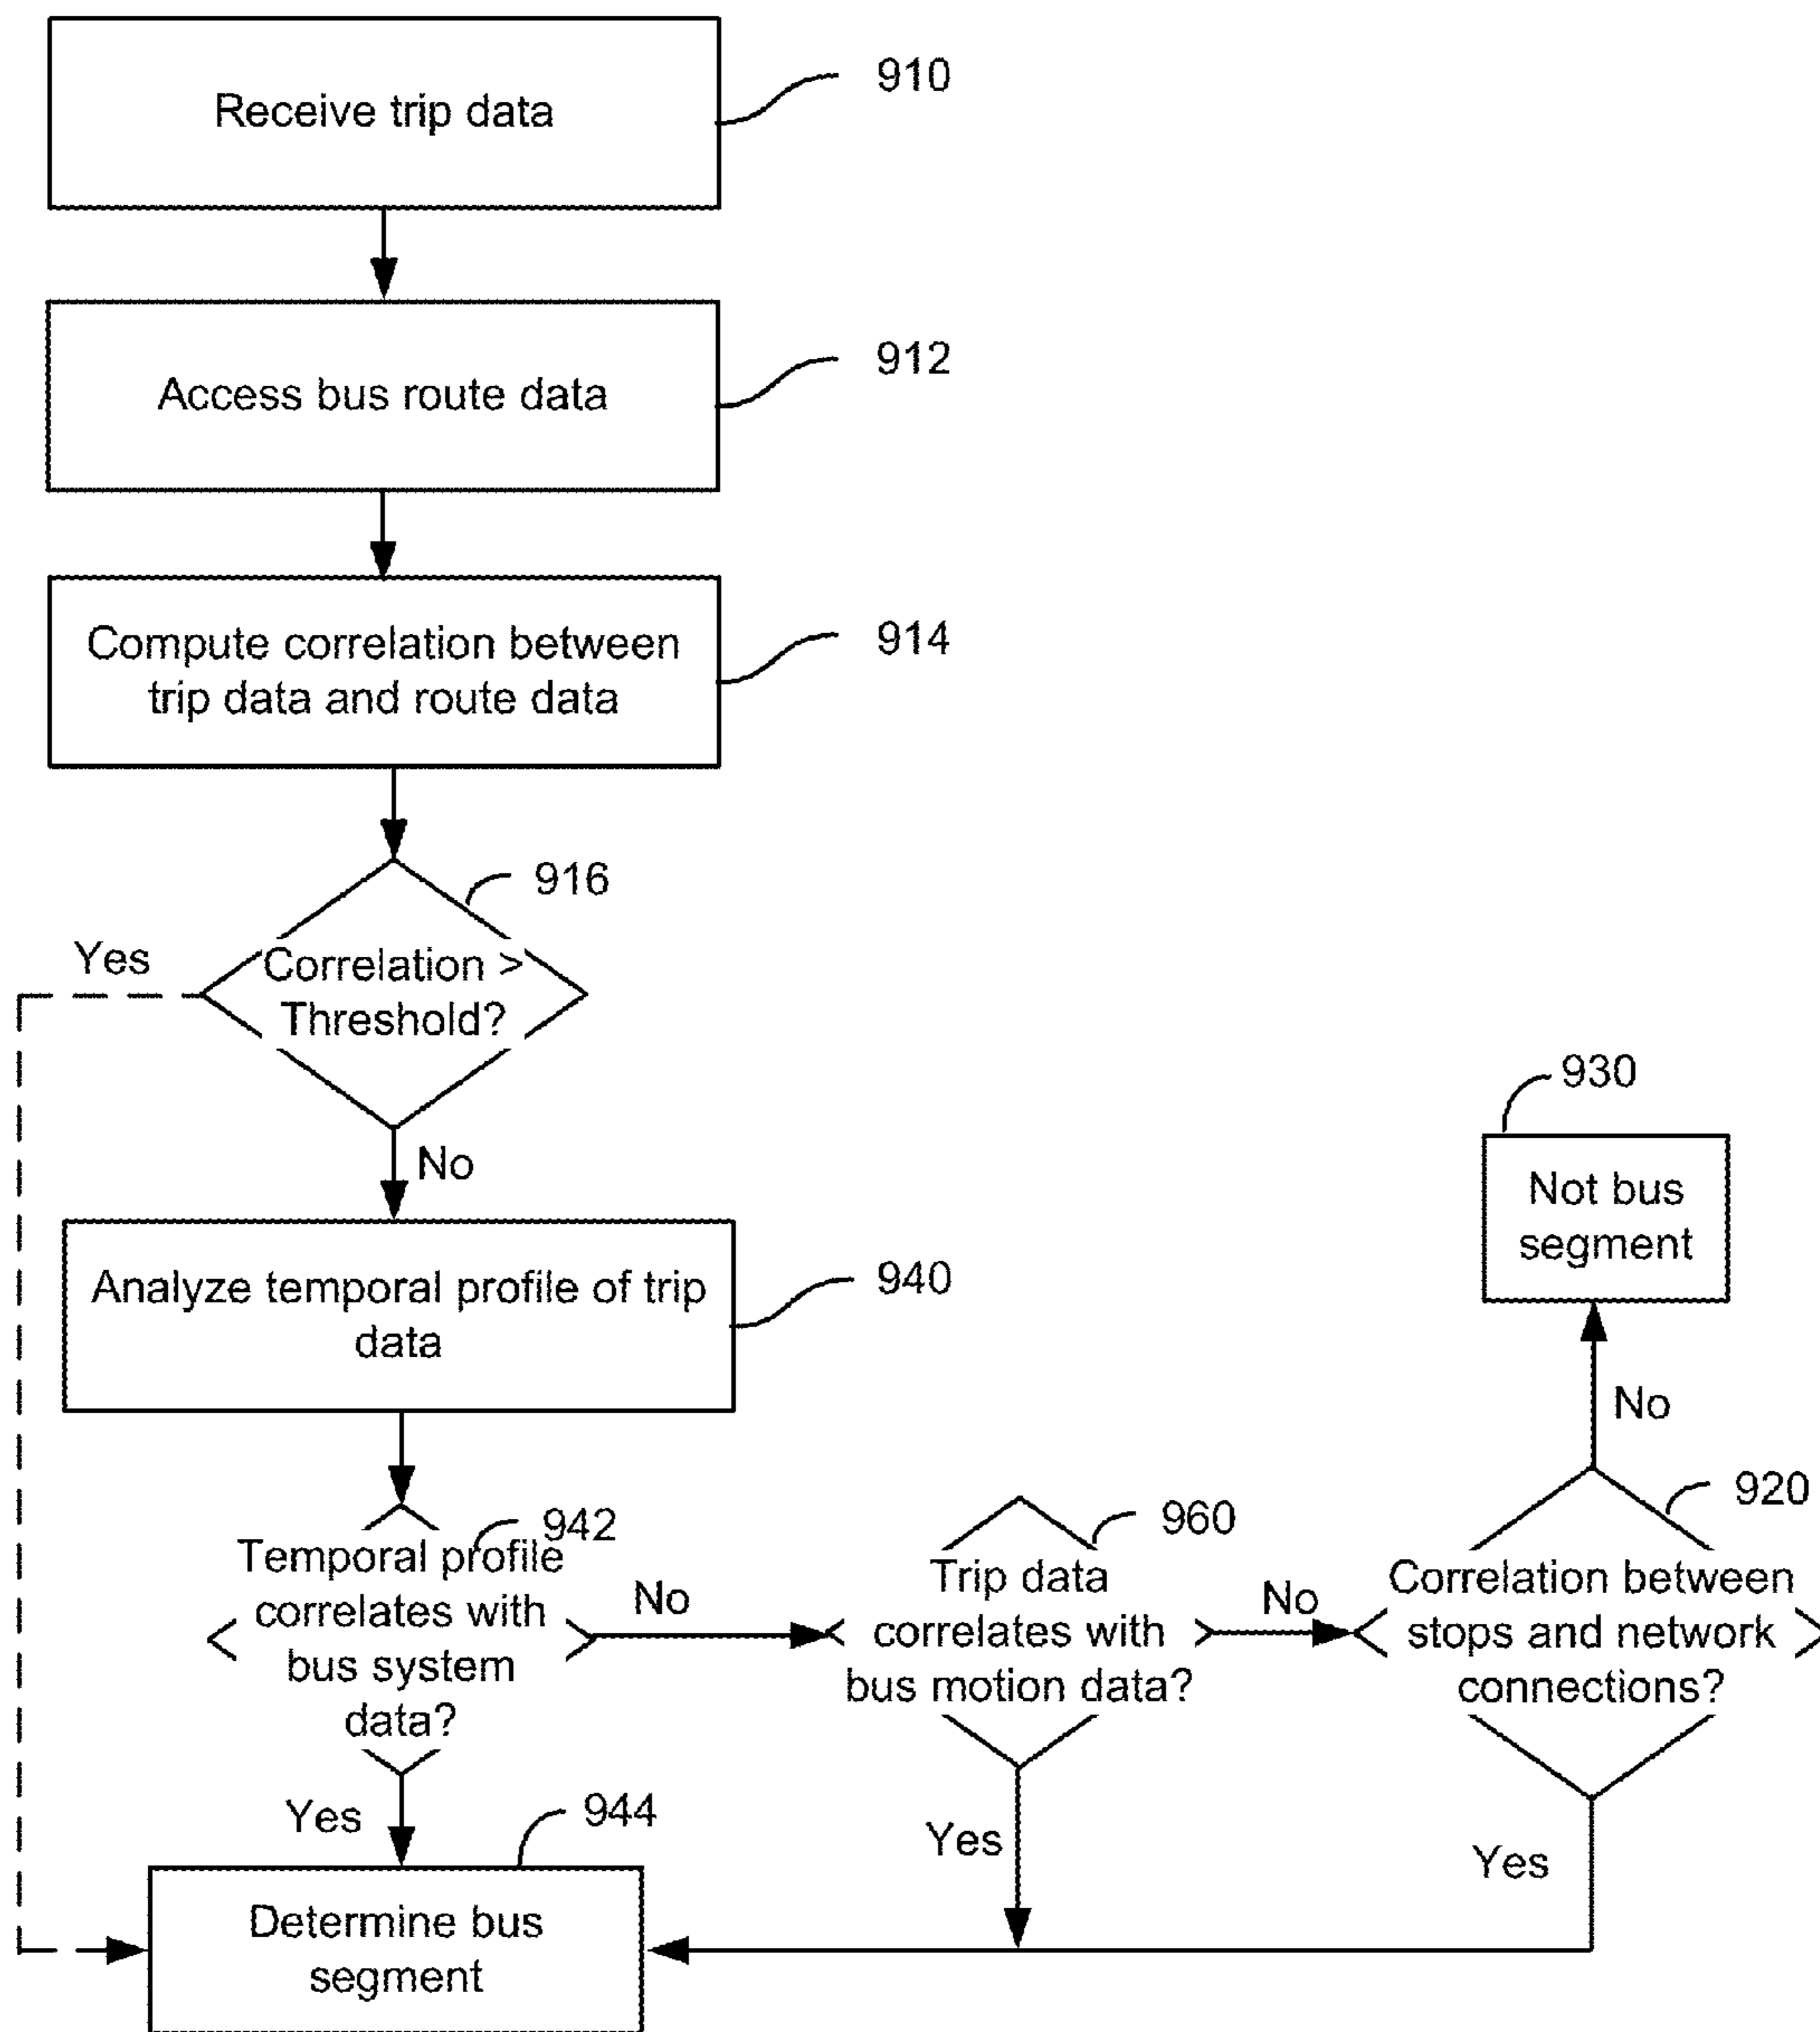 Receive trip data
910
Access bus route data
912
Compute correlation between
trip data and route data
914
916
Yes
Correlation >
Threshold?
No
930
Not bus
segment
Analyze temporal profile of trip
data
940
No
942
Temporal profile
correlates with
bus system
data?
No
960
Trip data
correlates with
bus motion data?
No
920
Correlation between
stops and network
connections?
Yes
944
Yes
Yes
Determine bus
segment